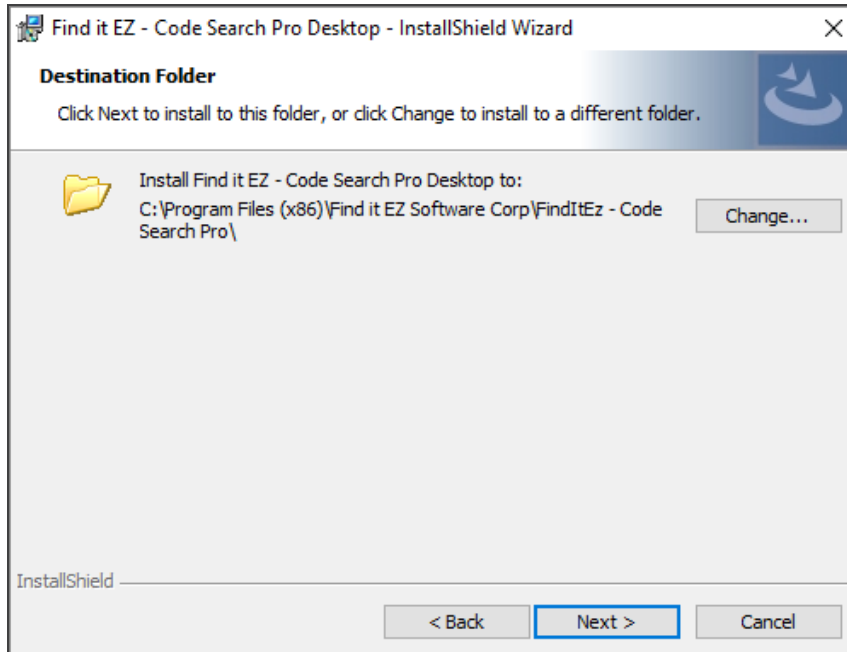 Find it EZ - Code Search Pro Desktop - InstallShield Wizard
Destination Folder
Click Next to install to this folder, or click Change to install to a different folder.
Install Find it EZ - Code Search Pro Desktop to:
C:\Program Files (x86)\Find it EZ Software Corp\FindItEz - Code
Search Pro\
Change...
InstallShield
< Back
Next >
Cancel